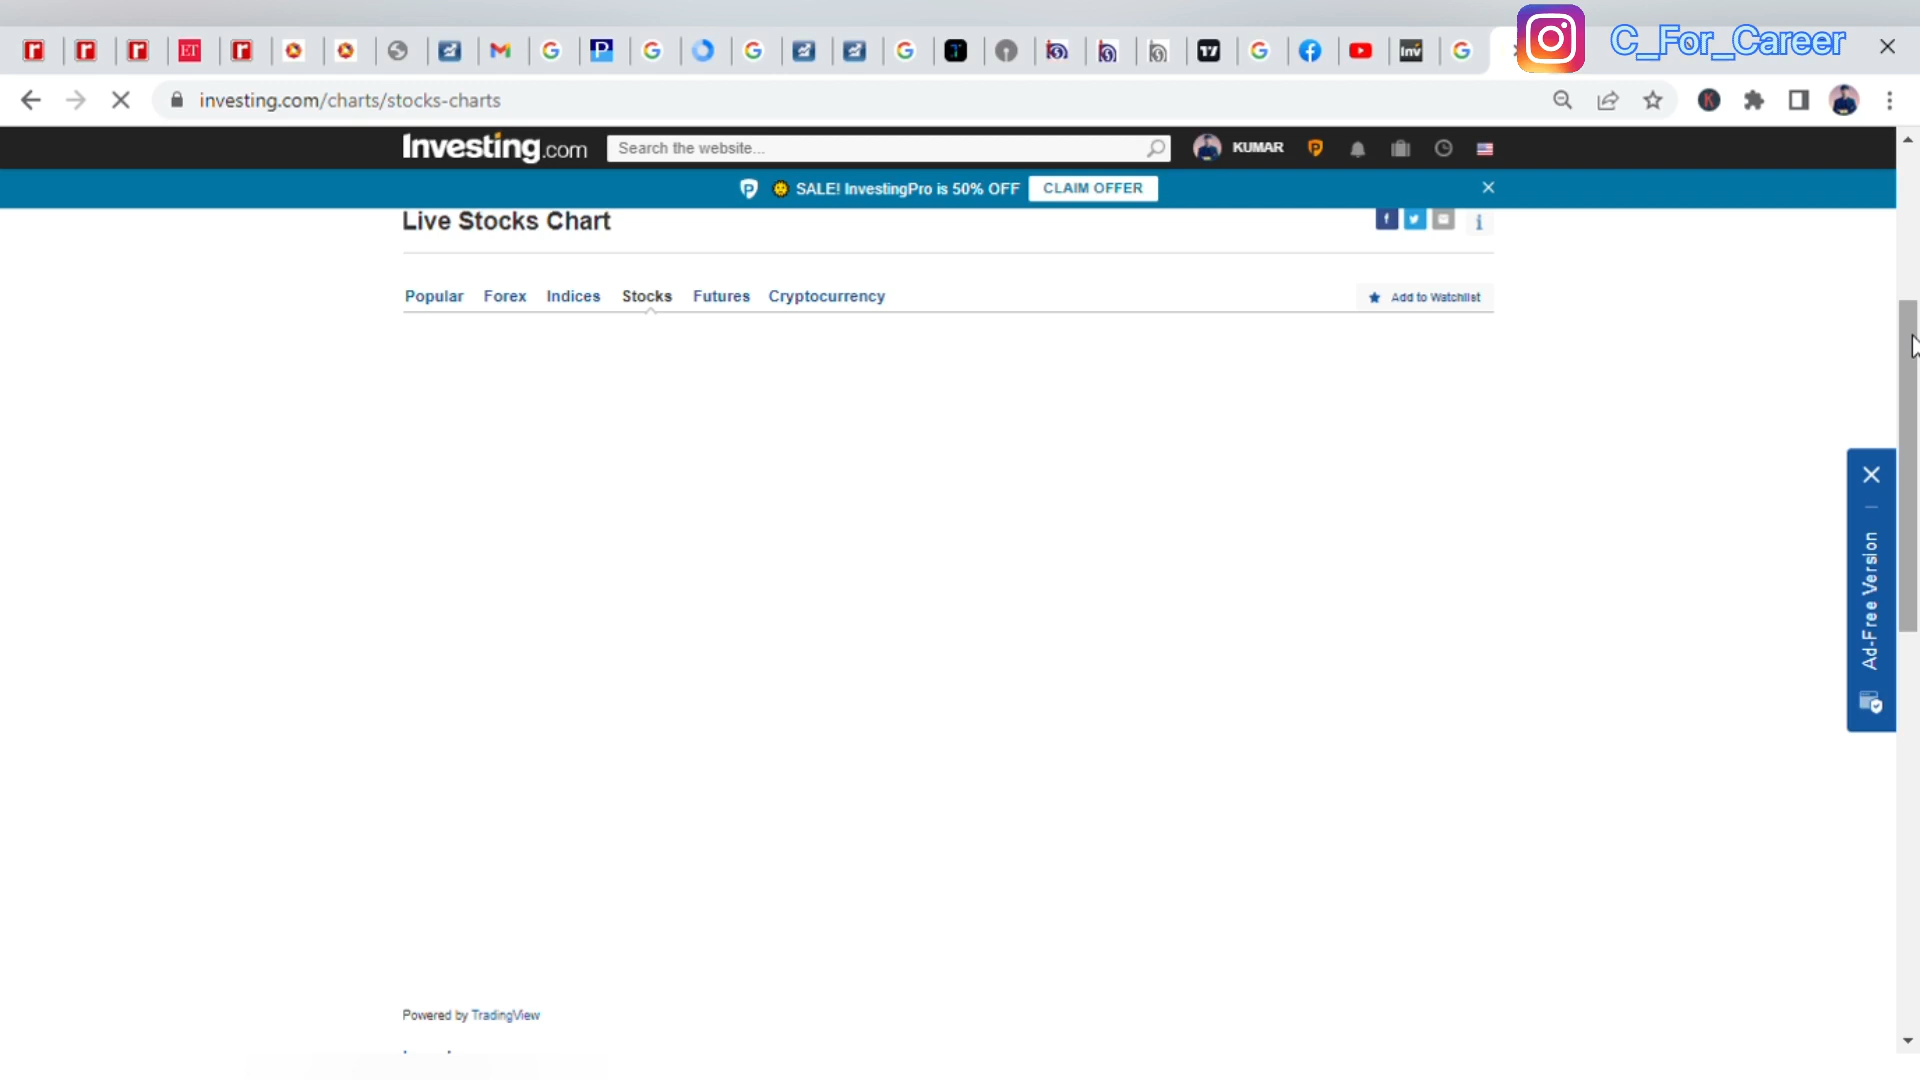 C_For_Career
investing.com/charts/stocks-charts
Investing.com
Search the website...
KUMAR
SALE! InvestingPro is 50% OFF
CLAIM OFFER
Live Stocks Chart
Popular
Forex
Indices
Stocks
Futures
Cryptocurrency
Add to Watchlist
Ad-Free Version
Powered by TradingView